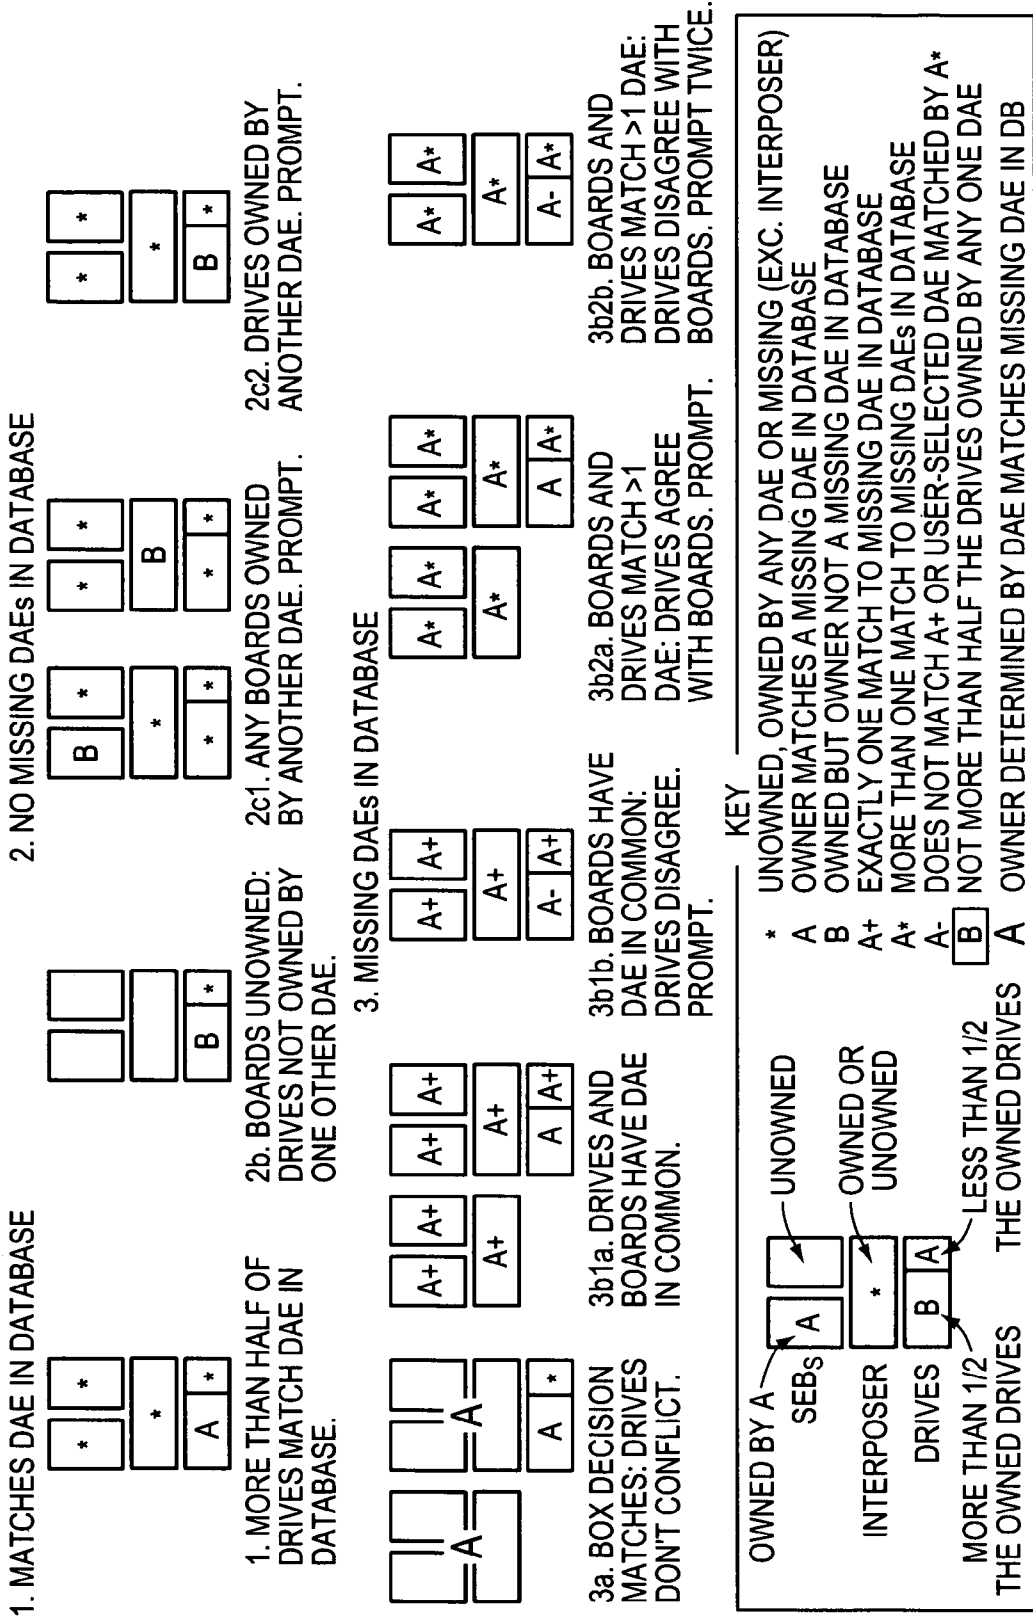 1. MATCHES DAE IN DATABASE
* *
*
A *
1. MORE THAN HALF OF
DRIVES MATCH DAE IN
DATABASE.
2. NO MISSING DAEs IN DATABASE
B *
2b. BOARDS UNOWNED:
DRIVES NOT OWNED BY
ONE OTHER DAE.
B *
*
* *
* *
B
* *
2c1. ANY BOARDS OWNED
BY ANOTHER DAE. PROMPT.
* *
*
B *
2c2. DRIVES OWNED BY
ANOTHER DAE. PROMPT.
3. MISSING DAEs IN DATABASE
A
A
A *
3a. BOX DECISION
MATCHES: DRIVES
DON'T CONFLICT.
A+ A+
A+
A+ A+
A+
A A+
3b1a. DRIVES AND
BOARDS HAVE DAE
IN COMMON.
A+ A+
A+
A- A+
3b1b. BOARDS HAVE
DAE IN COMMON:
DRIVES DISAGREE.
PROMPT.
A* A*
A*
A* A*
A*
A A*
3b2a. BOARDS AND
DRIVES MATCH >1
DAE: DRIVES AGREE
WITH BOARDS. PROMPT.
A* A*
A*
A- A*
3b2b. BOARDS AND
DRIVES MATCH >1 DAE:
DRIVES DISAGREE WITH
BOARDS. PROMPT TWICE.
KEY
OWNED BY A
UNOWNED
SEBs A
INTERPOSER *
OWNED OR
UNOWNED
DRIVES B A
MORE THAN 1/2
THE OWNED DRIVES
LESS THAN 1/2
THE OWNED DRIVES
* UNOWNED, OWNED BY ANY DAE OR MISSING (EXC. INTERPOSER)
A OWNER MATCHES A MISSING DAE IN DATABASE
B OWNED BUT OWNER NOT A MISSING DAE IN DATABASE
A+ EXACTLY ONE MATCH TO MISSING DAE IN DATABASE
A* MORE THAN ONE MATCH TO MISSING DAEs IN DATABASE
A- DOES NOT MATCH A+ OR USER-SELECTED DAE MATCHED BY A*
B NOT MORE THAN HALF THE DRIVES OWNED BY ANY ONE DAE
A OWNER DETERMINED BY DAE MATCHES MISSING DAE IN DB